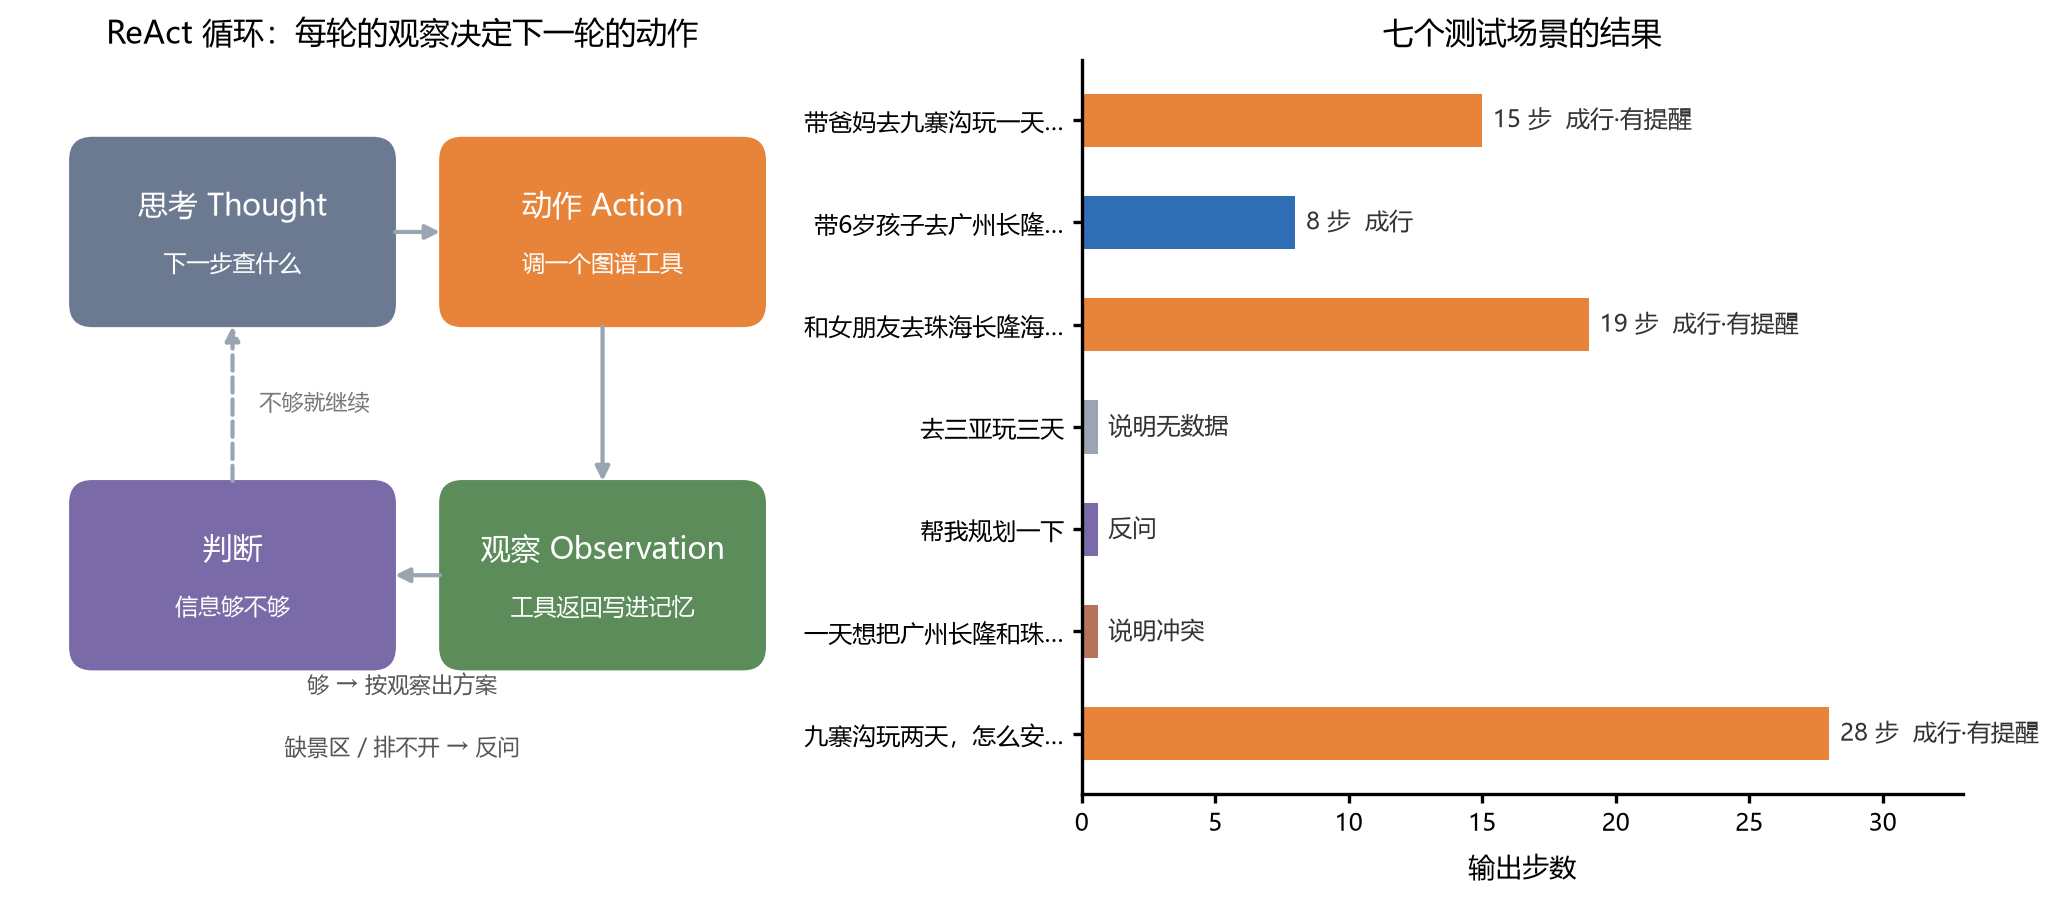 ReAct 循环：每轮的观察决定下一轮的动作
思考 Thought
下一步查什么
动作 Action
调一个图谱工具
不够就继续
判断
信息够不够
观察 Observation
工具返回写进记忆
够 → 按观察出方案
缺景区 / 排不开 → 反问
七个测试场景的结果
带爸妈去九寨沟玩一天... 15 步 成行·有提醒
带6岁孩子去广州长隆... 8 步 成行
和女朋友去珠海长隆海... 19 步 成行·有提醒
去三亚玩三天 说明无数据
帮我规划一下 反问
一天想把广州长隆和珠... 说明冲突
九寨沟玩两天，怎么安... 28 步 成行·有提醒
0 5 10 15 20 25 30
输出步数